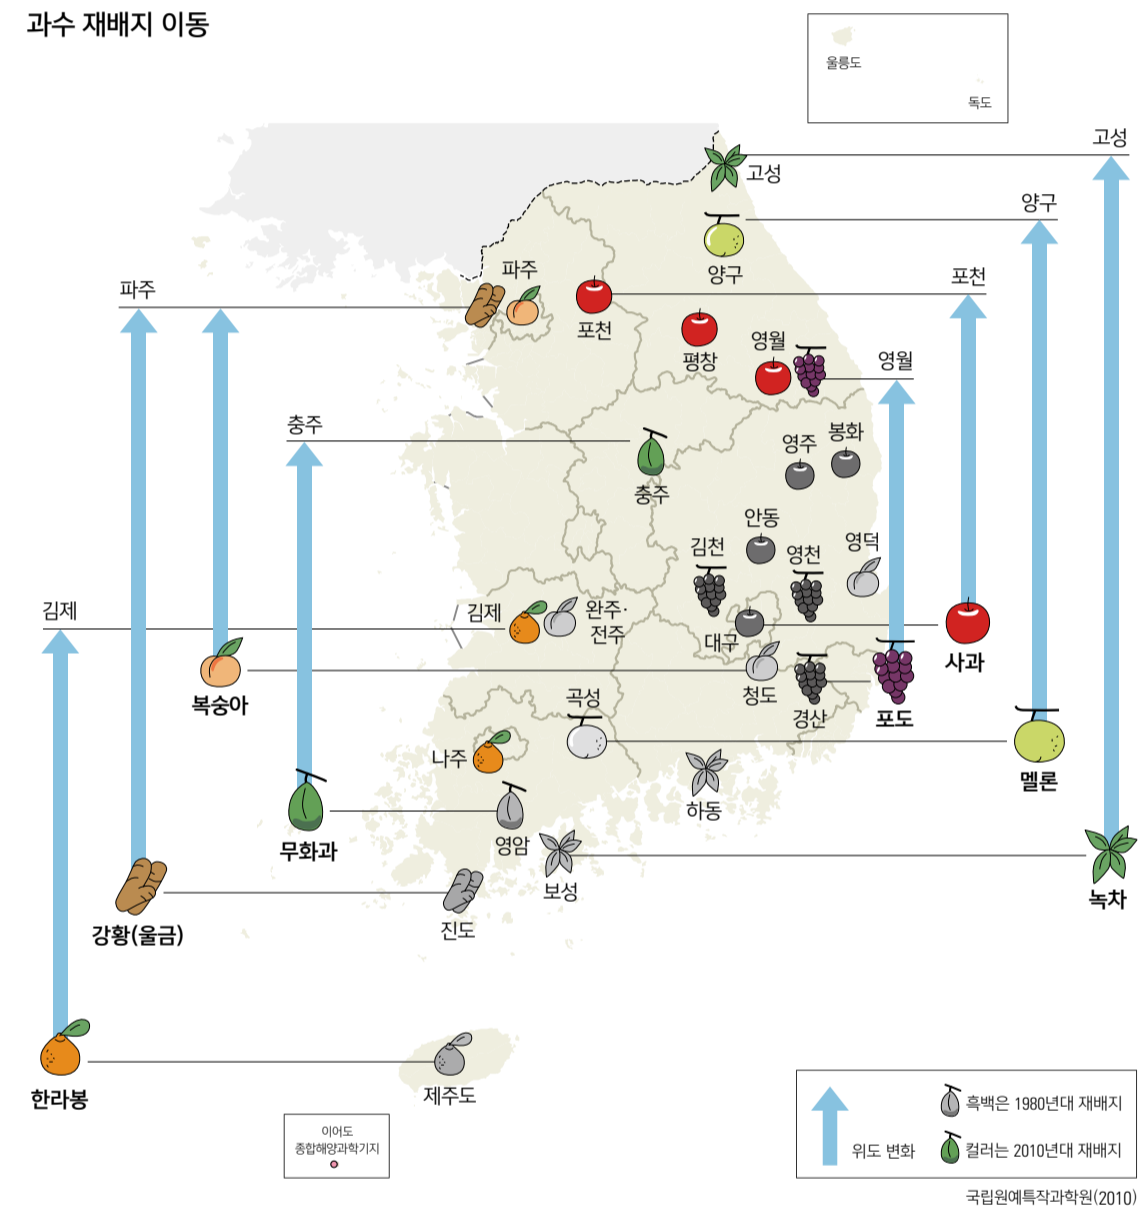 과수 재배지 이동
울릉도
독도
고성
고성
양구
양구
파주
파주
포천
포천
평창
영월
영월
충주
충주
영주
봉화
안동
김천
영천
영덕
김제
김제
완주·
전주
대구
사과
복숭아
청도
경산
포도
곡성
나주
멜론
하동
무화과
영암
보성
녹차
강황(울금)
진도
한라봉
제주도
이어도
종합해양과학기지
위도 변화
흑백은 1980년대 재배지
컬러는 2010년대 재배지
국립원예특작과학원(2010)